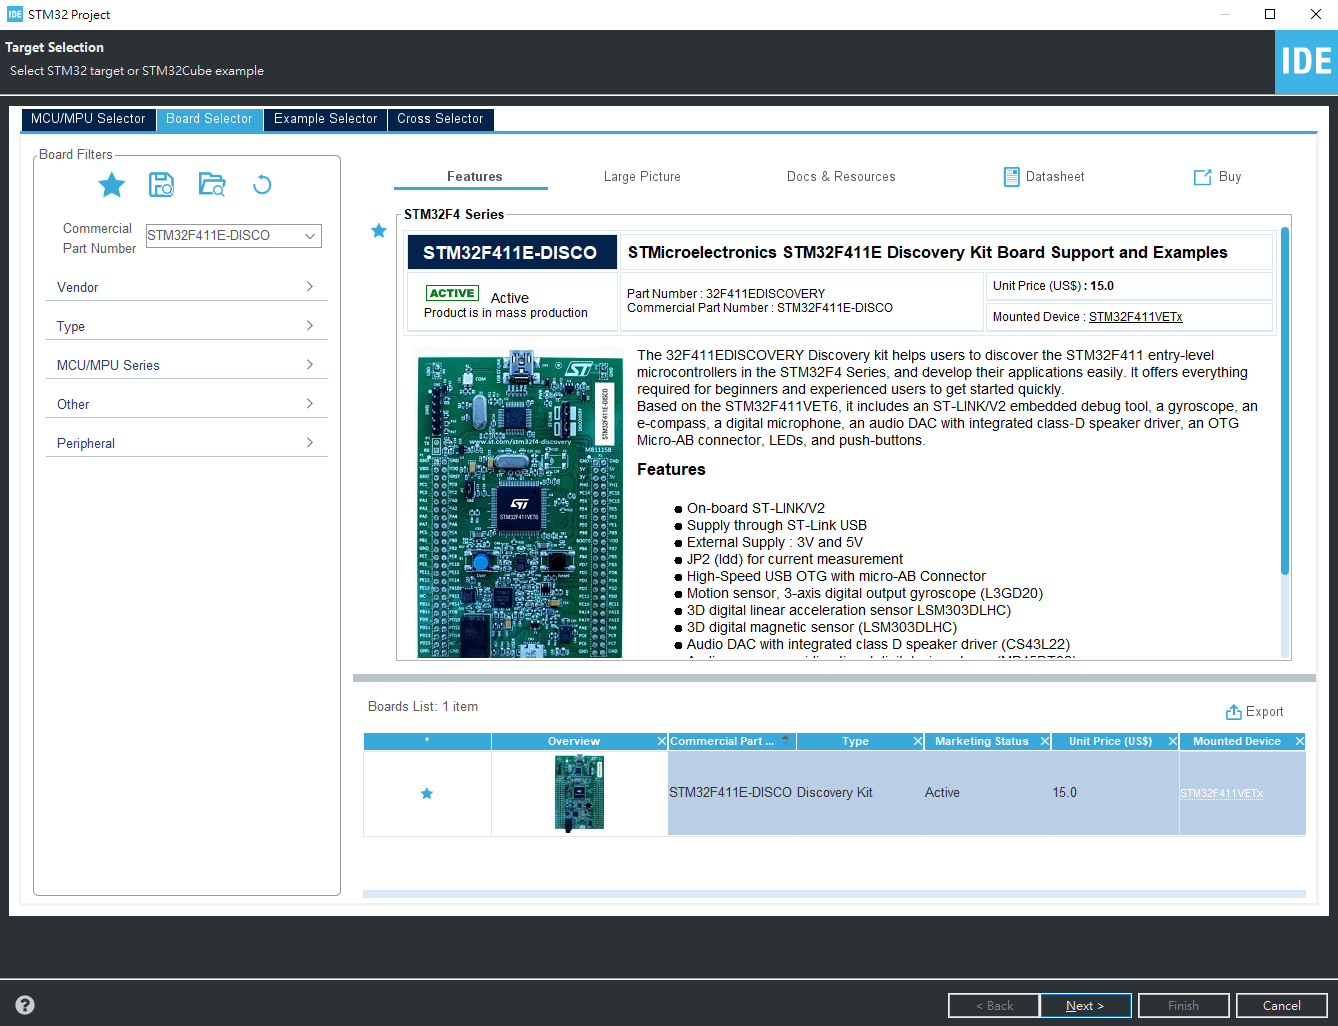 IDE STM32 Project
Target Selection
Select STM32 target or STM32Cube example
IDE
MCU/MPU Selector
Board Selector
Example Selector
Cross Selector
Board Filters
Commercial
Part Number
STM32F411E-DISCO
Vendor
Type
MCU/MPU Series
Other
Peripheral
Features
Large Picture
Docs & Resources
Datasheet
Buy
STM32F4 Series
STM32F411E-DISCO
STMicroelectronics STM32F411E Discovery Kit Board Support and Examples
ACTIVE Active
Product is in mass production
Part Number : 32F411EDISCOVERY
Commercial Part Number : STM32F411E-DISCO
Unit Price (US$) : 15.0
Mounted Device : STM32F411VETx
www.st.com/stm32f4-discovery
STM32F411E-DISCO
MB1115B
STM32F411VET6
User
Reset
The 32F411EDISCOVERY Discovery kit helps users to discover the STM32F411 entry-level
microcontrollers in the STM32F4 Series, and develop their applications easily. It offers everything
required for beginners and experienced users to get started quickly.
Based on the STM32F411VET6, it includes an ST-LINK/V2 embedded debug tool, a gyroscope, an
e-compass, a digital microphone, an audio DAC with integrated class-D speaker driver, an OTG
Micro-AB connector, LEDs, and push-buttons.
Features
● On-board ST-LINK/V2
● Supply through ST-Link USB
● External Supply : 3V and 5V
● JP2 (Idd) for current measurement
● High-Speed USB OTG with micro-AB Connector
● Motion sensor, 3-axis digital output gyroscope (L3GD20)
● 3D digital linear acceleration sensor LSM303DLHC)
● 3D digital magnetic sensor (LSM303DLHC)
● Audio DAC with integrated class D speaker driver (CS43L22)
Boards List: 1 item
Export
* Overview Commercial Part ... Type Marketing Status Unit Price (US$) Mounted Device
STM32F411E-DISCO Discovery Kit Active 15.0 STM32F411VETx
?
< Back
Next >
Finish
Cancel